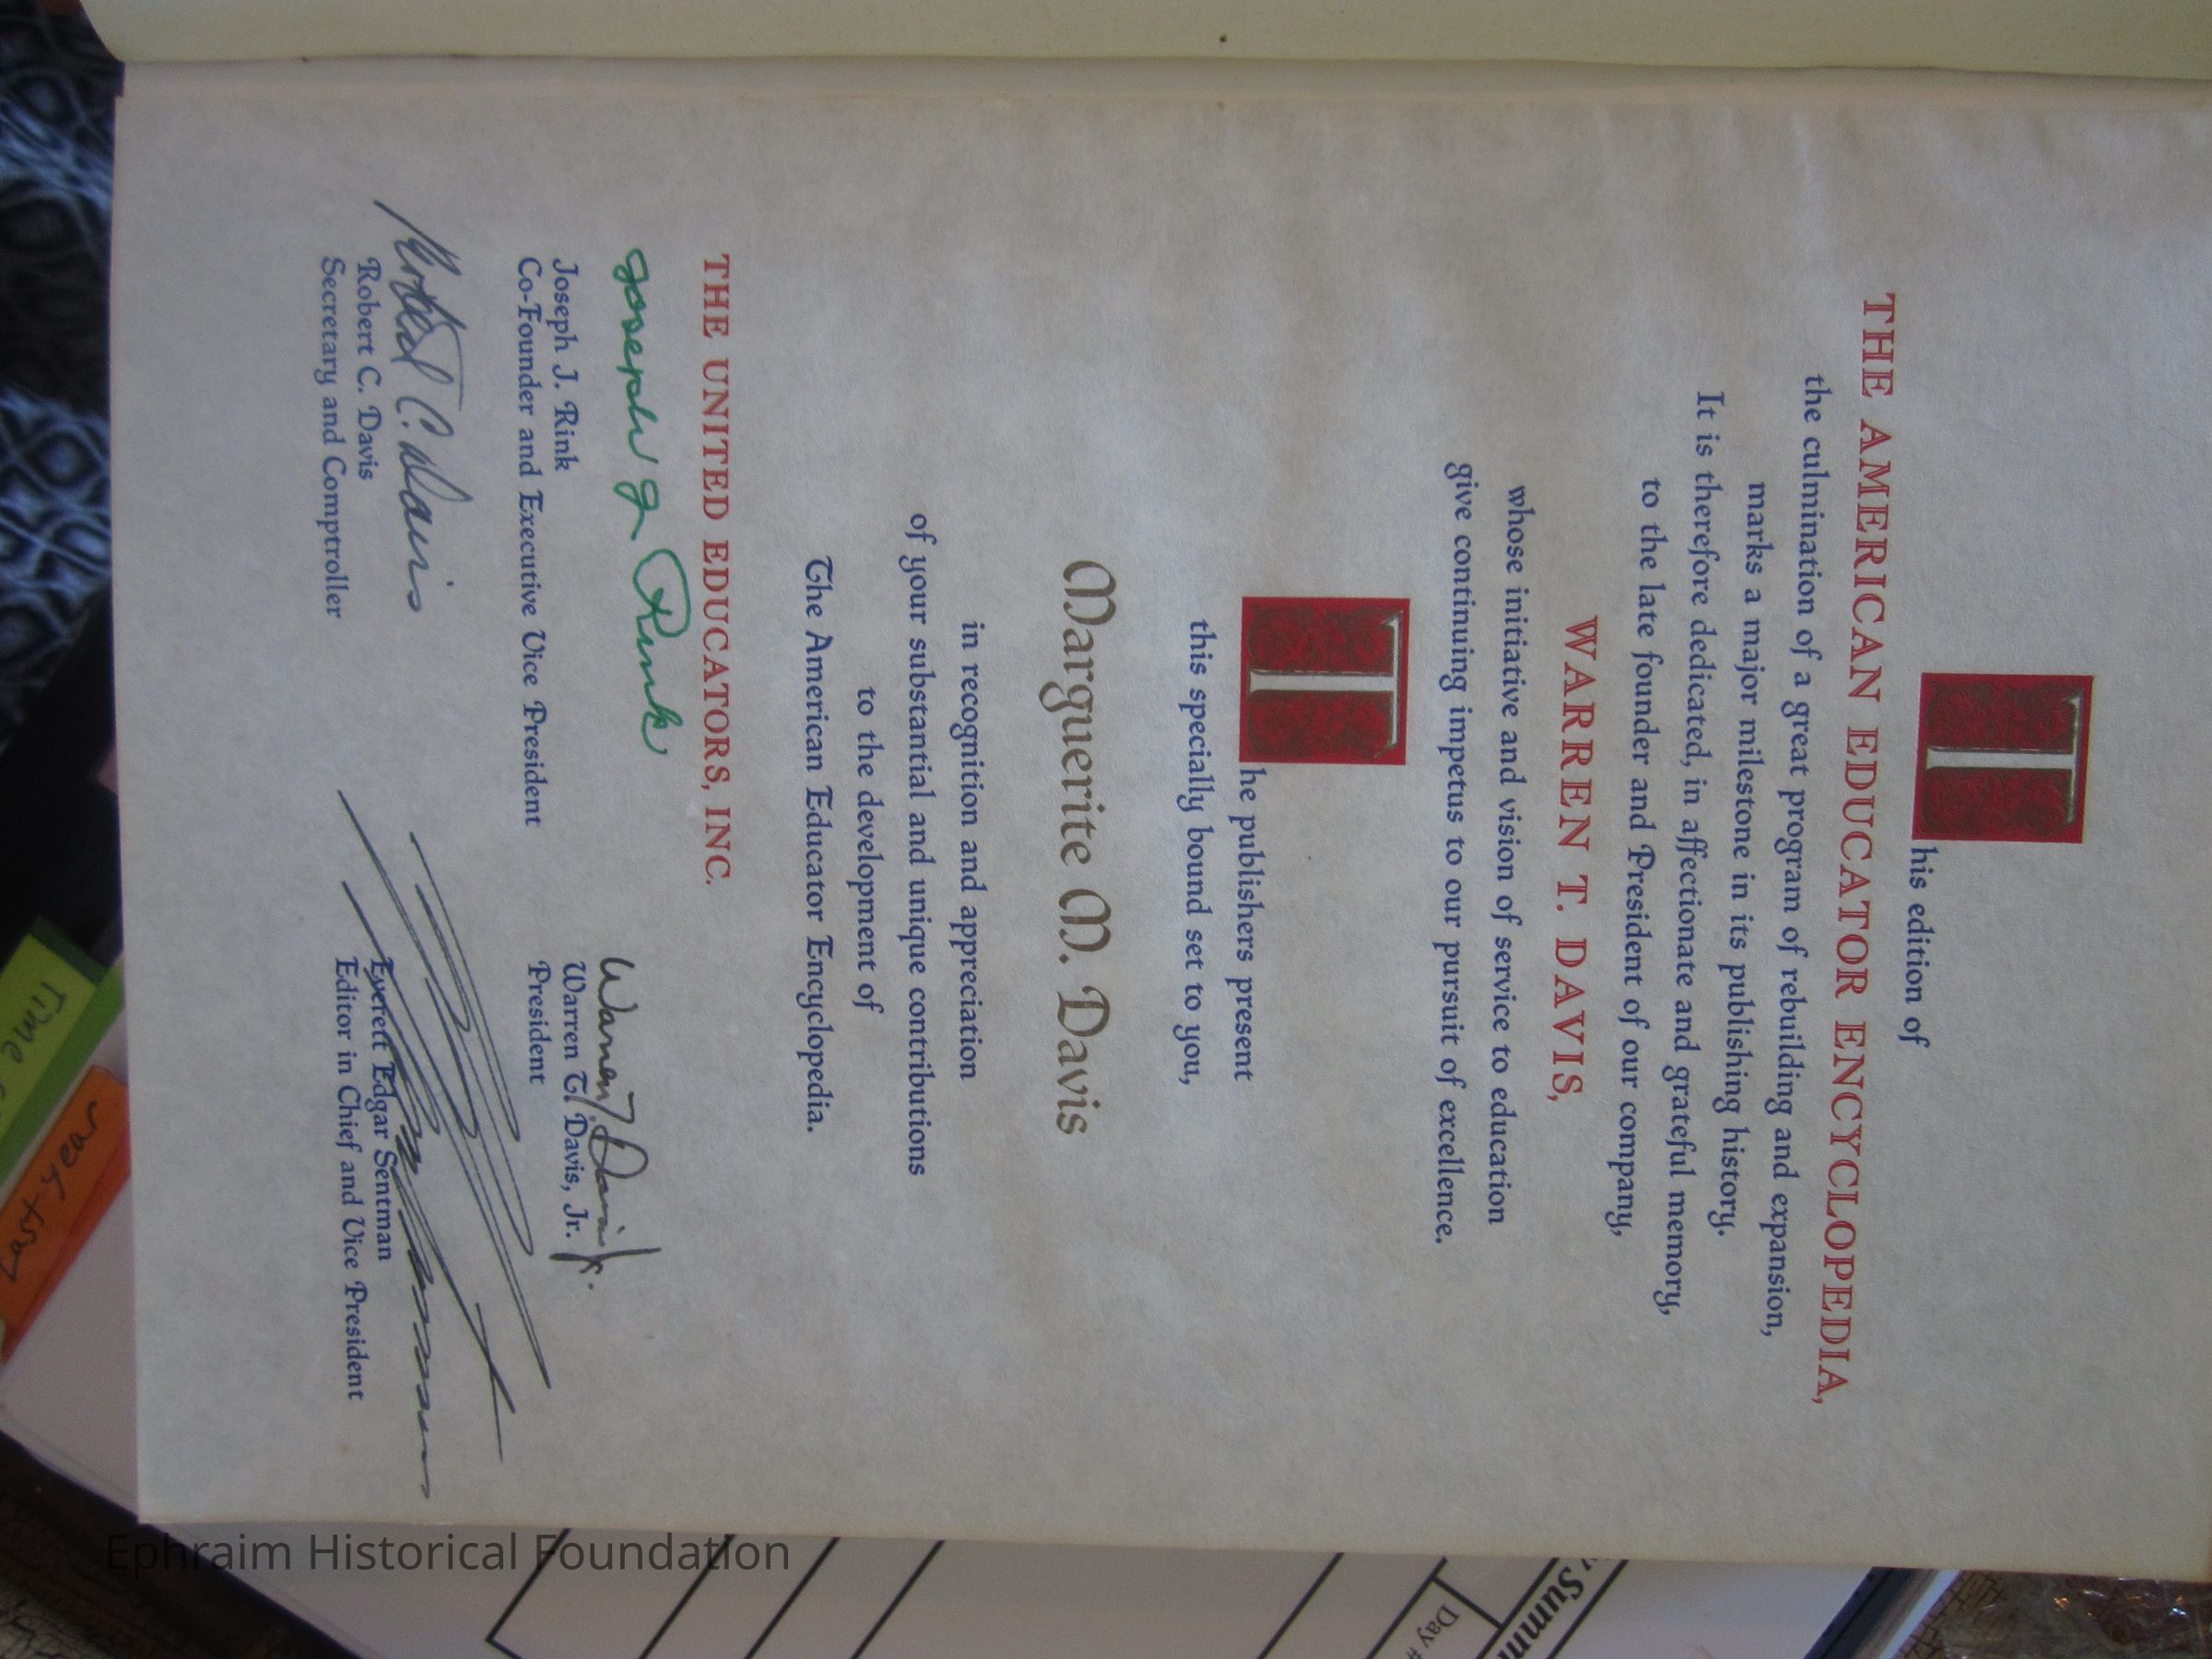 This edition of
THE AMERICAN EDUCATOR ENCYCLOPEDIA,
the culmination of a great program of rebuilding and expansion,
marks a major milestone in its publishing history.
It is therefore dedicated, in affectionate and grateful memory,
to the late founder and President of our company,
WARREN T. DAVIS,
whose initiative and vision of service to education
give continuing impetus to our pursuit of excellence.
The publishers present
this specially bound set to you,
Marguerite M. Davis
in recognition and appreciation
of your substantial and unique contributions
to the development of
The American Educator Encyclopedia.
THE UNITED EDUCATORS, INC.
Joseph J. Rink
Joseph J. Rink
Co-Founder and Executive Vice President
Warren T. Davis Jr.
Warren T. Davis, Jr.
President
Robert C. Davis
Robert C. Davis
Secretary and Comptroller
Everett Edgar Sentman
Editor in Chief and Vice President
Time
Last year
Summ
Day #
Ephraim Historical Foundation